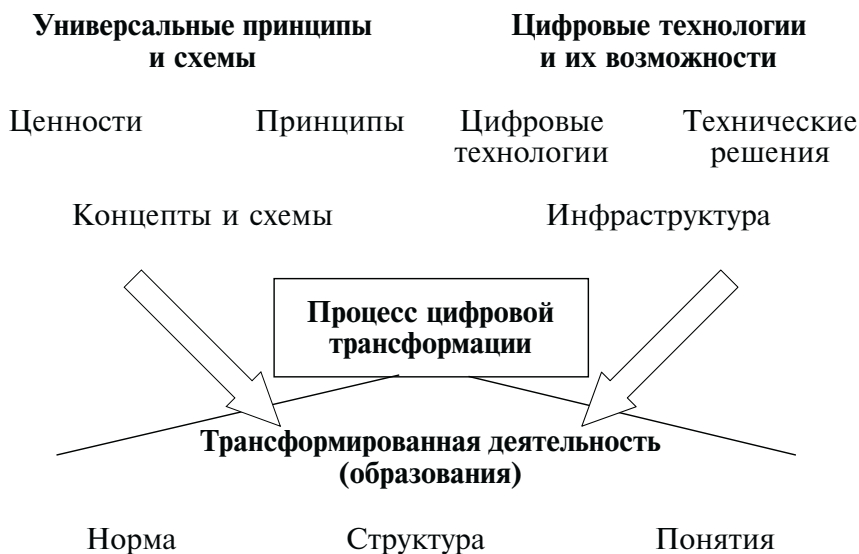 Универсальные принципы
и схемы
Цифровые технологии
и их возможности
Ценности
Принципы
Цифровые
технологии
Технические
решения
Концепты и схемы
Инфраструктура
Процесс цифровой
трансформации
Трансформированная деятельность
(образования)
Норма
Структура
Понятия